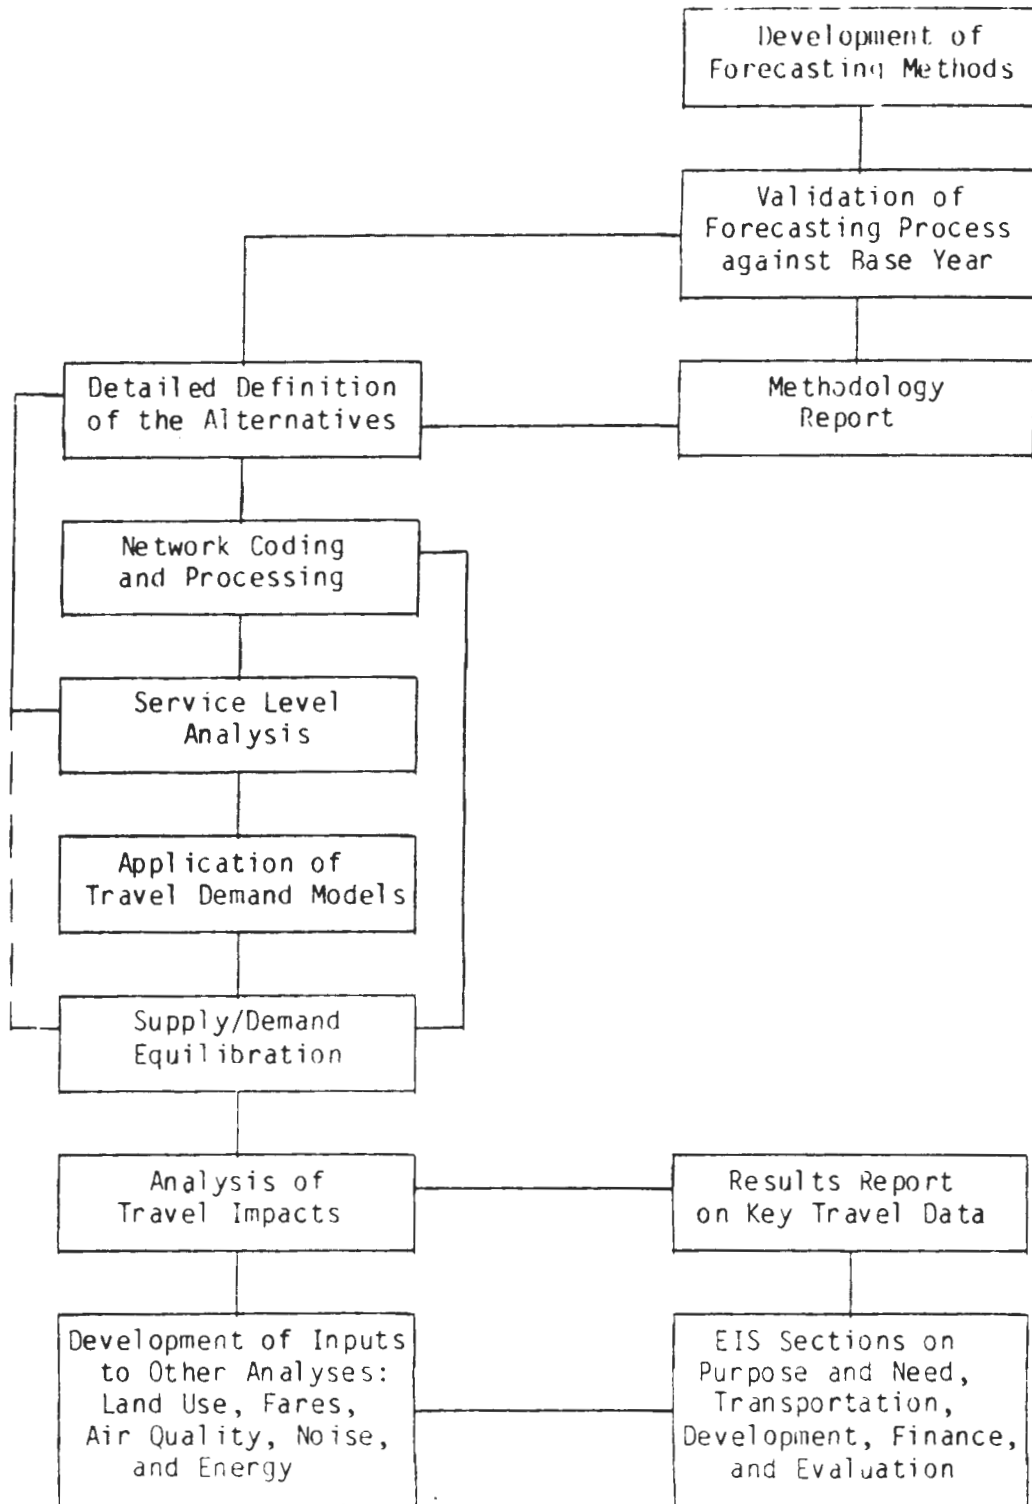 Development of
Forecasting Methods
Validation of
Forecasting Process
against Base Year
Detailed Definition
of the Alternatives
Methodology
Report
Network Coding
and Processing
Service Level
Analysis
Application of
Travel Demand Models
Supply/Demand
Equilibration
Analysis of
Travel Impacts
Results Report
on Key Travel Data
Development of Inputs
to Other Analyses:
Land Use, Fares,
Air Quality, Noise,
and Energy
EIS Sections on
Purpose and Need,
Transportation,
Development, Finance,
and Evaluation